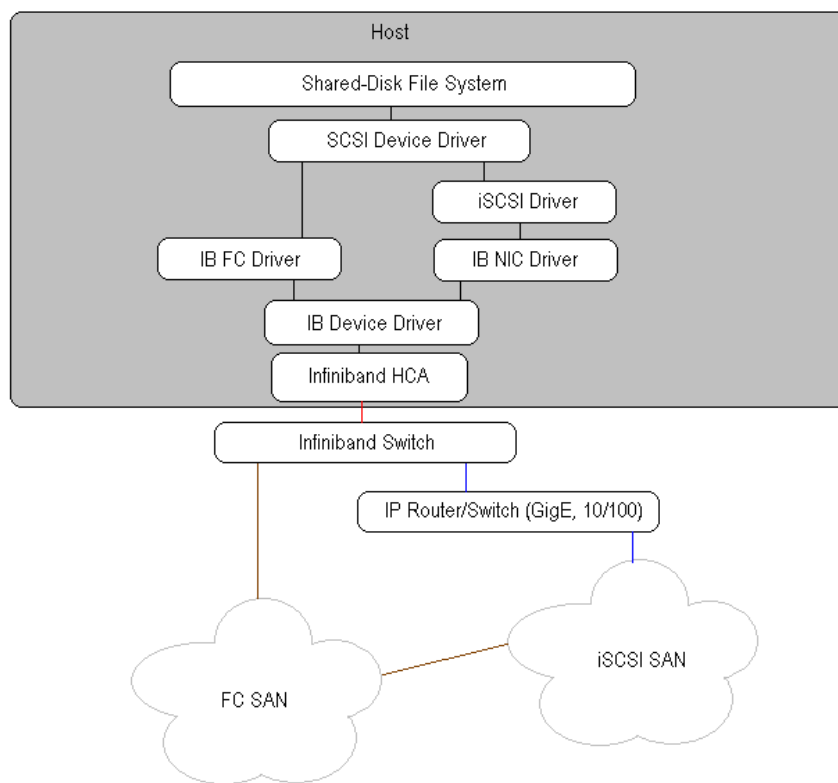 Host
Shared-Disk File System
SCSI Device Driver
iSCSI Driver
IB FC Driver
IB NIC Driver
IB Device Driver
Infiniband HCA
Infiniband Switch
IP Router/Switch (GigE, 10/100)
iSCSI SAN
FC SAN